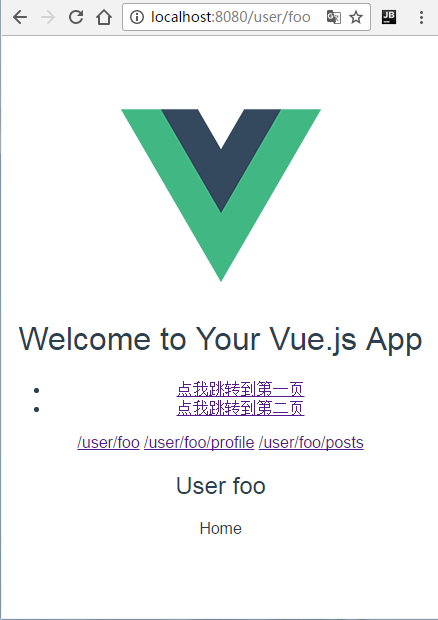 localhost:8080/user/foo
JB
Welcome to Your Vue.js App
点我跳转到第一页
点我跳转到第二页
/user/foo /user/foo/profile /user/foo/posts
User foo
Home